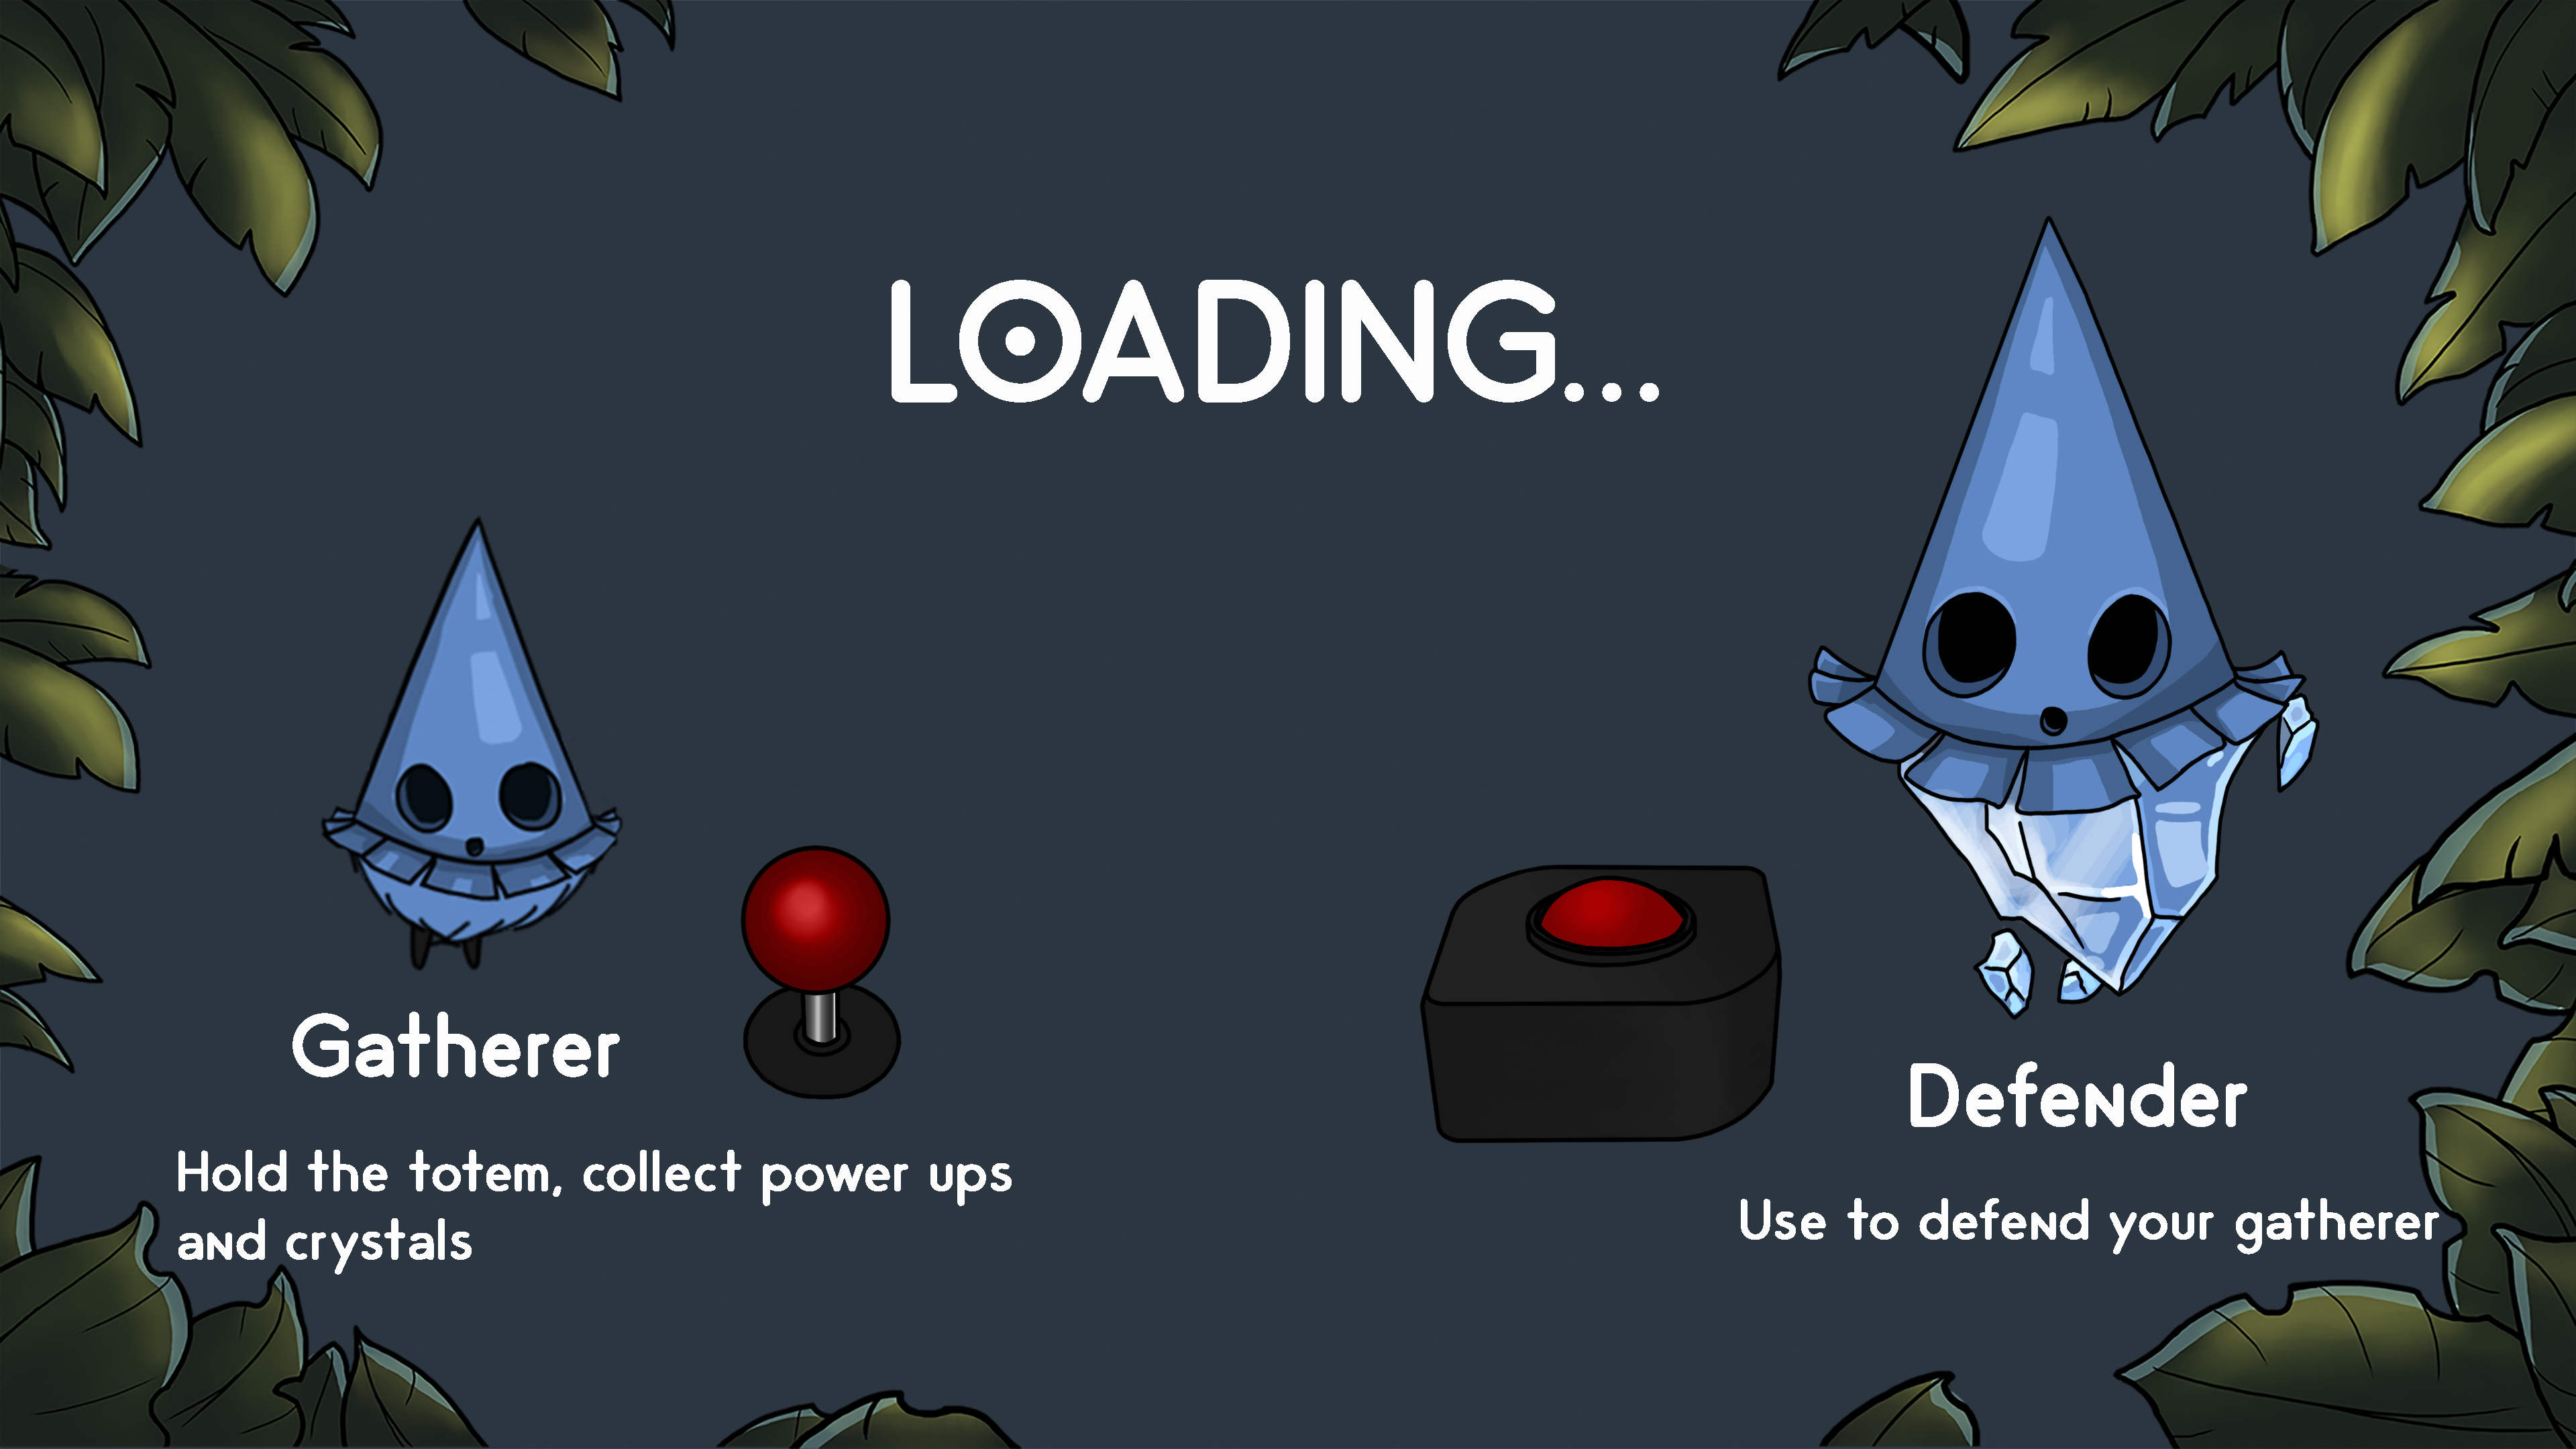 LOADING...
Gatherer
Hold the totem, collect power ups
and crystals
Defender
Use to defend your gatherer